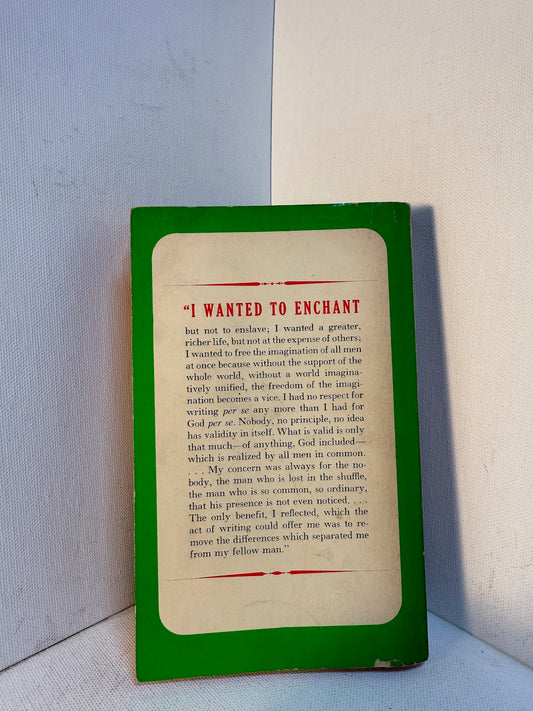 “I WANTED TO ENCHANT
but not to enslave; I wanted a greater,
richer life, but not at the expense of others;
I wanted to free the imagination of all men
at once because without the support of the
whole world, without a world imagina-
tively unified, the freedom of the imagi-
nation becomes a vice. I had no respect for
writing per se any more than I had for
God per se. Nobody, no principle, no idea
has validity in itself. What is valid is only
that much—of anything, God included—
which is realized by all men in common.
. . . My concern was always for the no-
body, the man who is lost in the shuffle,
the man who is so common, so ordinary,
that his presence is not even noticed. . . .
The only benefit, I reflected, which the
act of writing could offer me was to re-
move the differences which separated me
from my fellow man.”